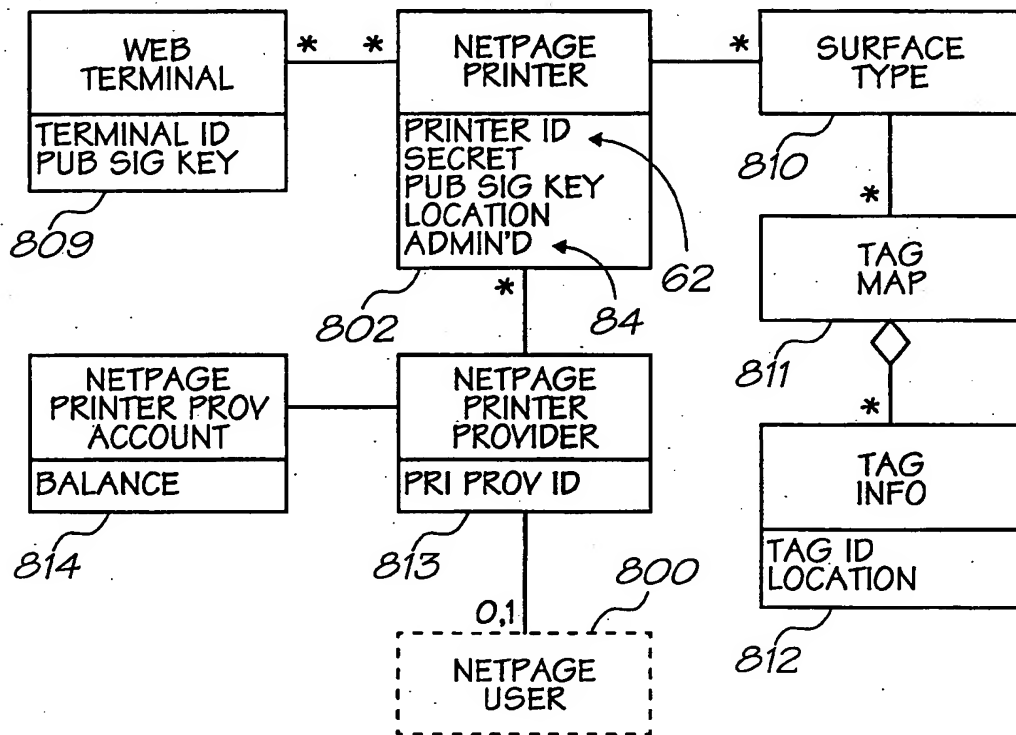 WEB
TERMINAL
TERMINAL ID
PUB SIG KEY
809
*
*
NETPAGE
PRINTER
PRINTER ID
SECRET
PUB SIG KEY
LOCATION
ADMIN'D
802
62
84
*
*
SURFACE
TYPE
810
*
TAG
MAP
811
*
TAG
INFO
TAG ID
LOCATION
812
NETPAGE
PRINTER PROV
ACCOUNT
BALANCE
814
NETPAGE
PRINTER
PROVIDER
PRI PROV ID
813
0,1
800
NETPAGE
USER